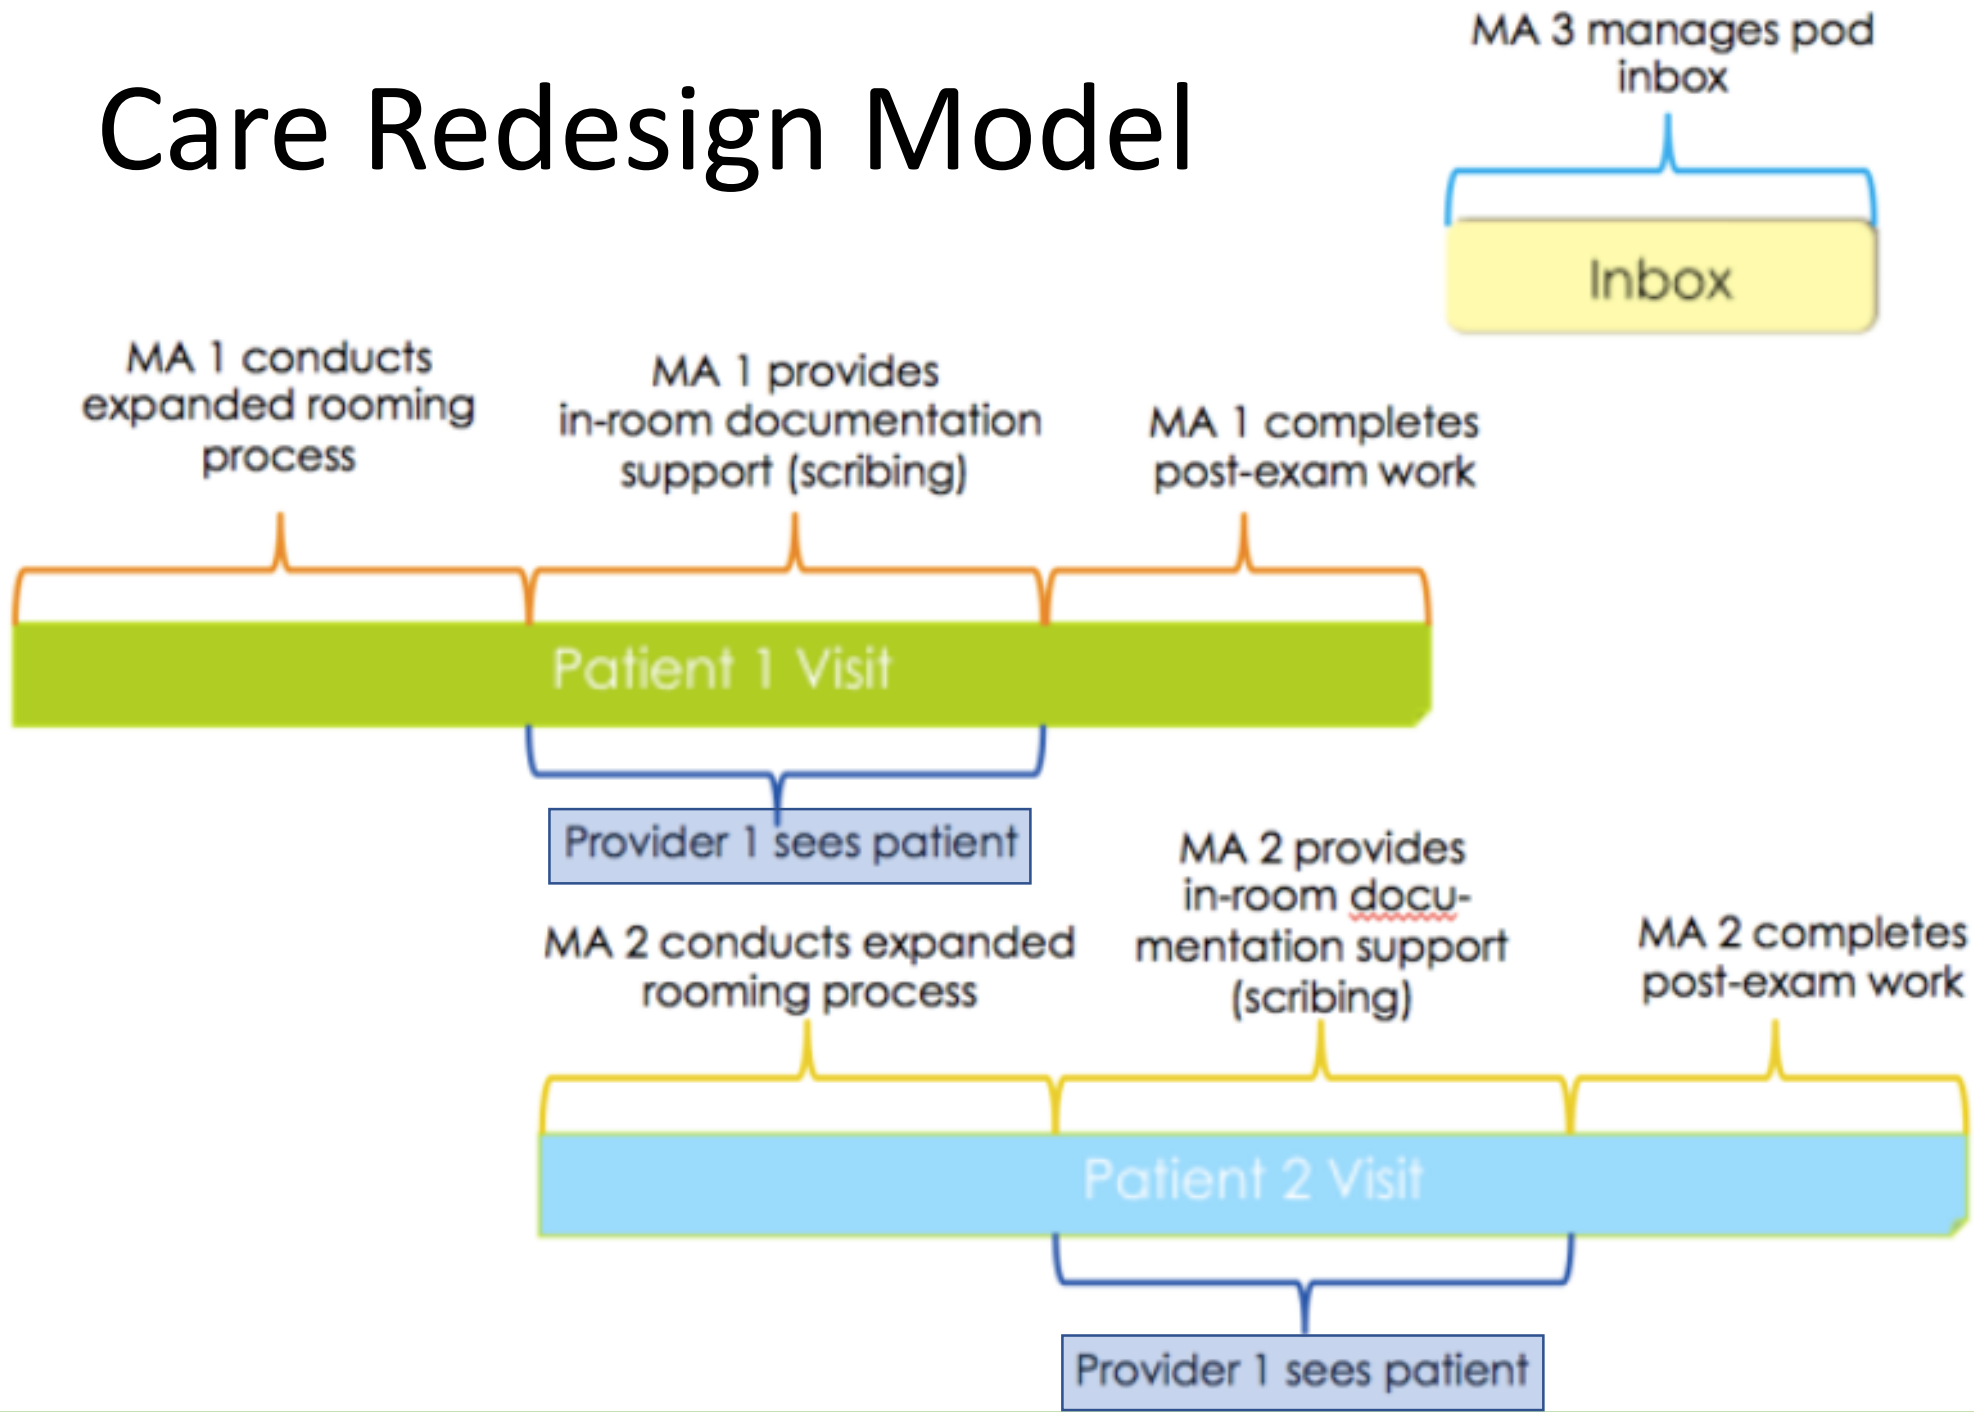 Care Redesign Model
MA 3 manages pod
inbox
Inbox
MA 1 conducts
expanded rooming
process
MA 1 provides
in-room documentation
support (scribing)
MA 1 completes
post-exam work
Patient 1 Visit
Provider 1 sees patient
MA 2 conducts expanded
rooming process
MA 2 provides
in-room docu-
mentation support
(scribing)
MA 2 completes
post-exam work
Patient 2 Visit
Provider 1 sees patient